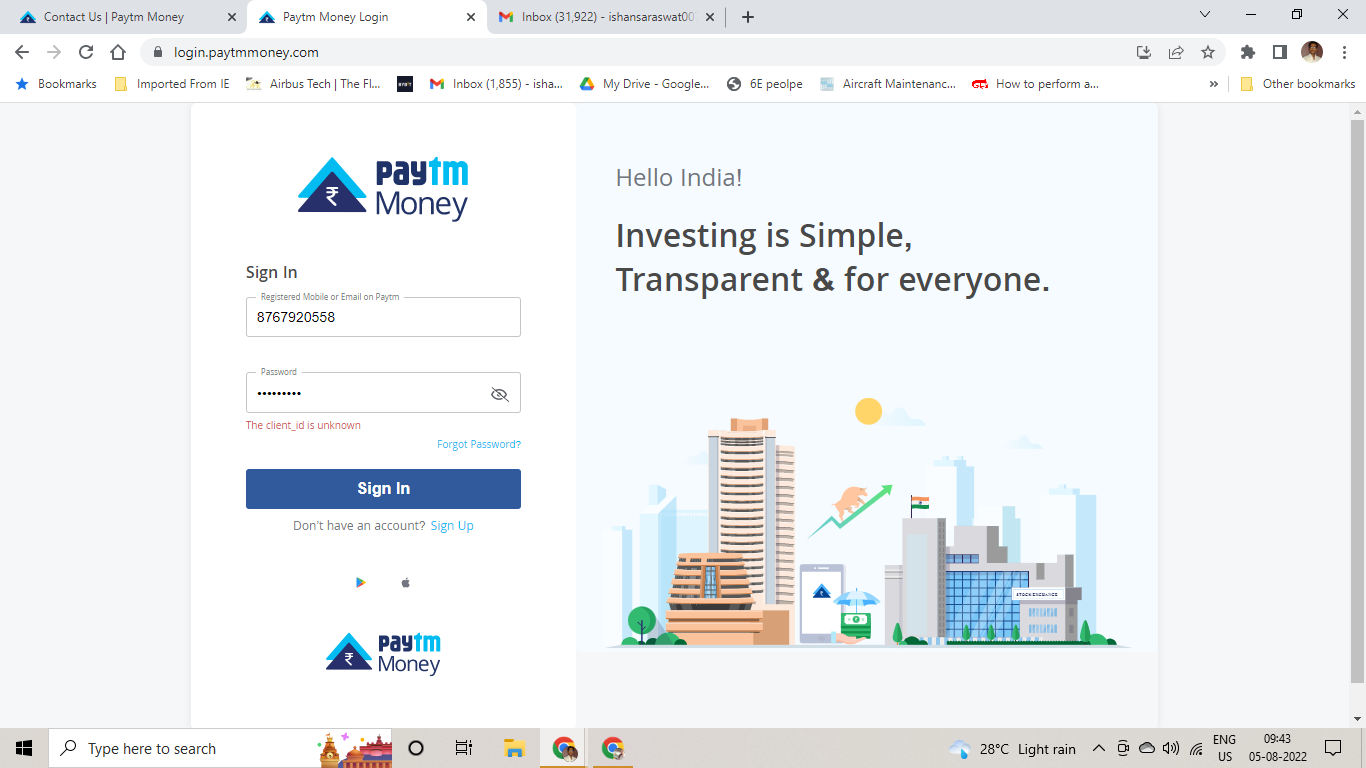 Contact Us | Paytm Money
Paytm Money Login
Inbox (31,922) - ishansaraswat00
login.paytmmoney.com
Bookmarks
Imported From IE
Airbus Tech | The Fl...
Inbox (1,855) - isha...
My Drive - Google...
6E peolpe
Aircraft Maintenanc...
How to perform a...
»
Other bookmarks
paytm
Money
Hello India!
Investing is Simple,
Transparent & for everyone.
Sign In
Registered Mobile or Email on Paytm
8767920558
Password
•••••••••
The client_id is unknown
Forgot Password?
Sign In
Don't have an account? Sign Up
STOCK EXCHANGE
paytm
Money
Type here to search
28°C Light rain
ENG
US
09:43
05-08-2022